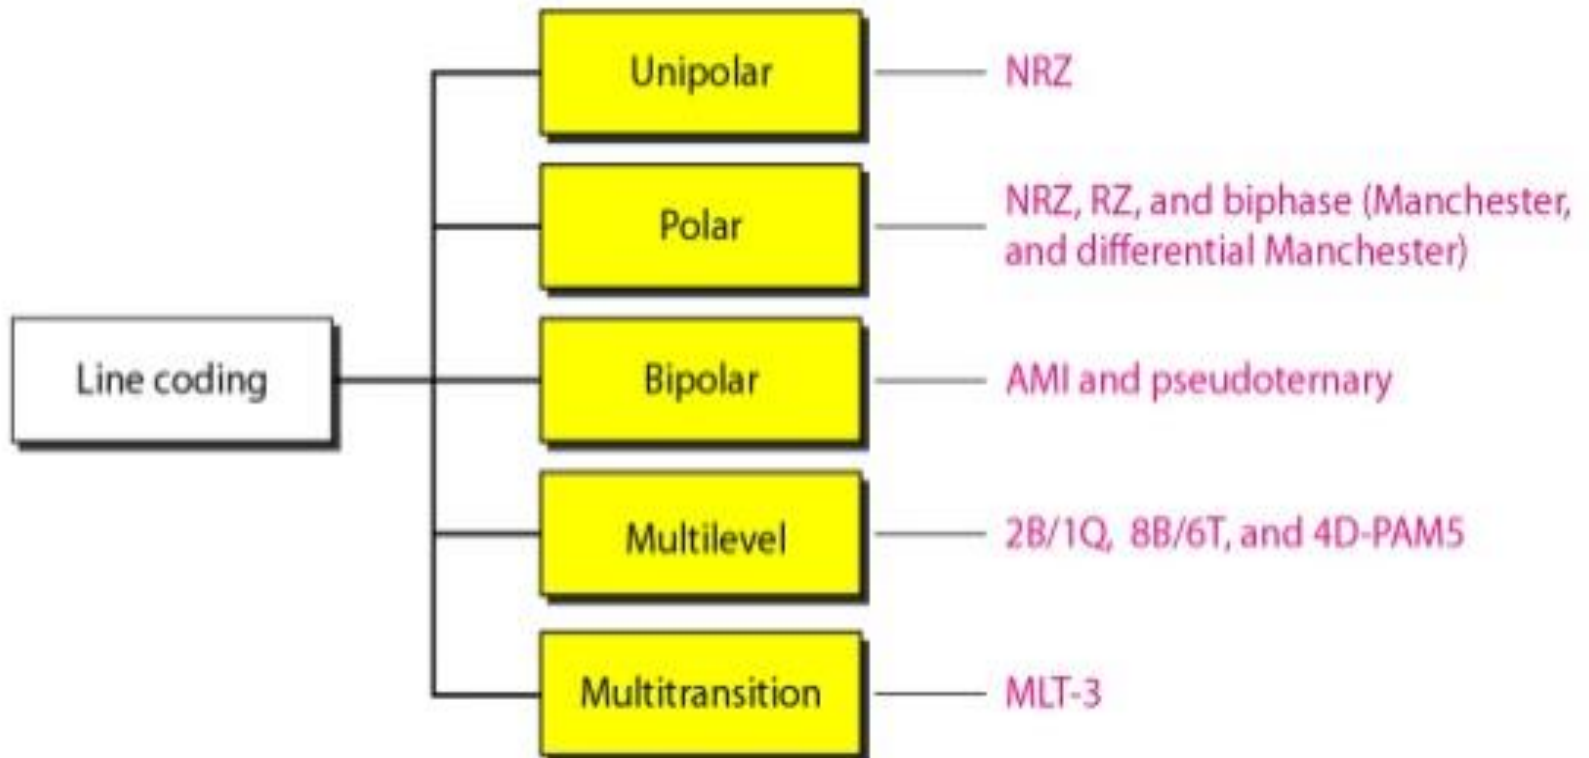 Unipolar
NRZ
Polar
NRZ, RZ, and biphase (Manchester,
and differential Manchester)
Line coding
Bipolar
AMI and pseudoternary
Multilevel
2B/1Q, 8B/6T, and 4D-PAM5
Multitransition
MLT-3